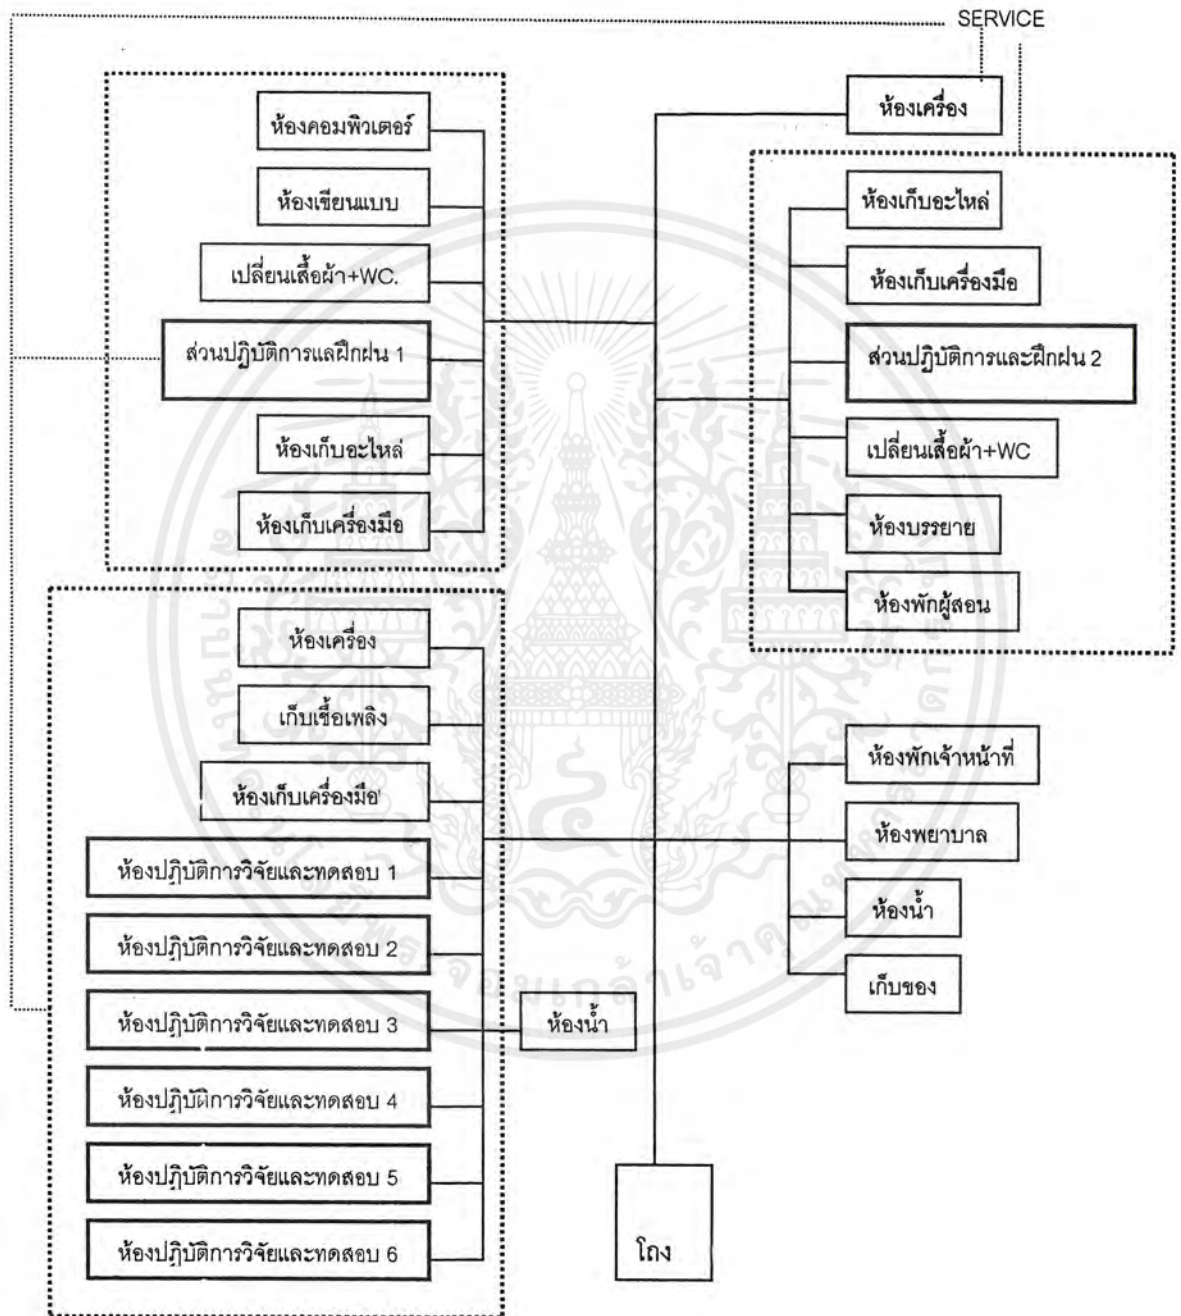 SERVICE
ห้องคอมพิวเตอร์
ห้องเขียนแบบ
เปลี่ยนเสื้อผ้า+WC.
ส่วนปฏิบัติการแลฝึกฝน 1
ห้องเก็บอะไหล่
ห้องเก็บเครื่องมือ
ห้องเครื่อง
ห้องเก็บอะไหล่
ห้องเก็บเครื่องมือ
ส่วนปฏิบัติการและฝึกฝน 2
เปลี่ยนเสื้อผ้า+WC
ห้องบรรยาย
ห้องพักผู้สอน
ห้องเครื่อง
เก็บเชื้อเพลิง
ห้องเก็บเครื่องมือ
ห้องปฏิบัติการวิจัยและทดสอบ 1
ห้องปฏิบัติการวิจัยและทดสอบ 2
ห้องปฏิบัติการวิจัยและทดสอบ 3
ห้องปฏิบัติการวิจัยและทดสอบ 4
ห้องปฏิบัติการวิจัยและทดสอบ 5
ห้องปฏิบัติการวิจัยและทดสอบ 6
ห้องน้ำ
ห้องพักเจ้าหน้าที่
ห้องพยาบาล
ห้องน้ำ
เก็บของ
โถง